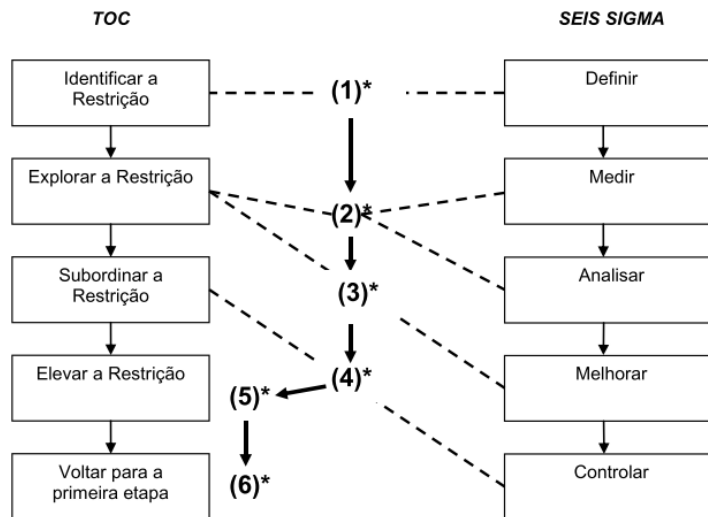 TOC
SEIS SIGMA
Identificar a
Restrição
(1)*
Definir
Explorar a Restrição
(2)*
Medir
Subordinar a
Restrição
(3)*
Analisar
Elevar a Restrição
(4)*
(5)*
Melhorar
Voltar para a
primeira etapa
(6)*
Controlar